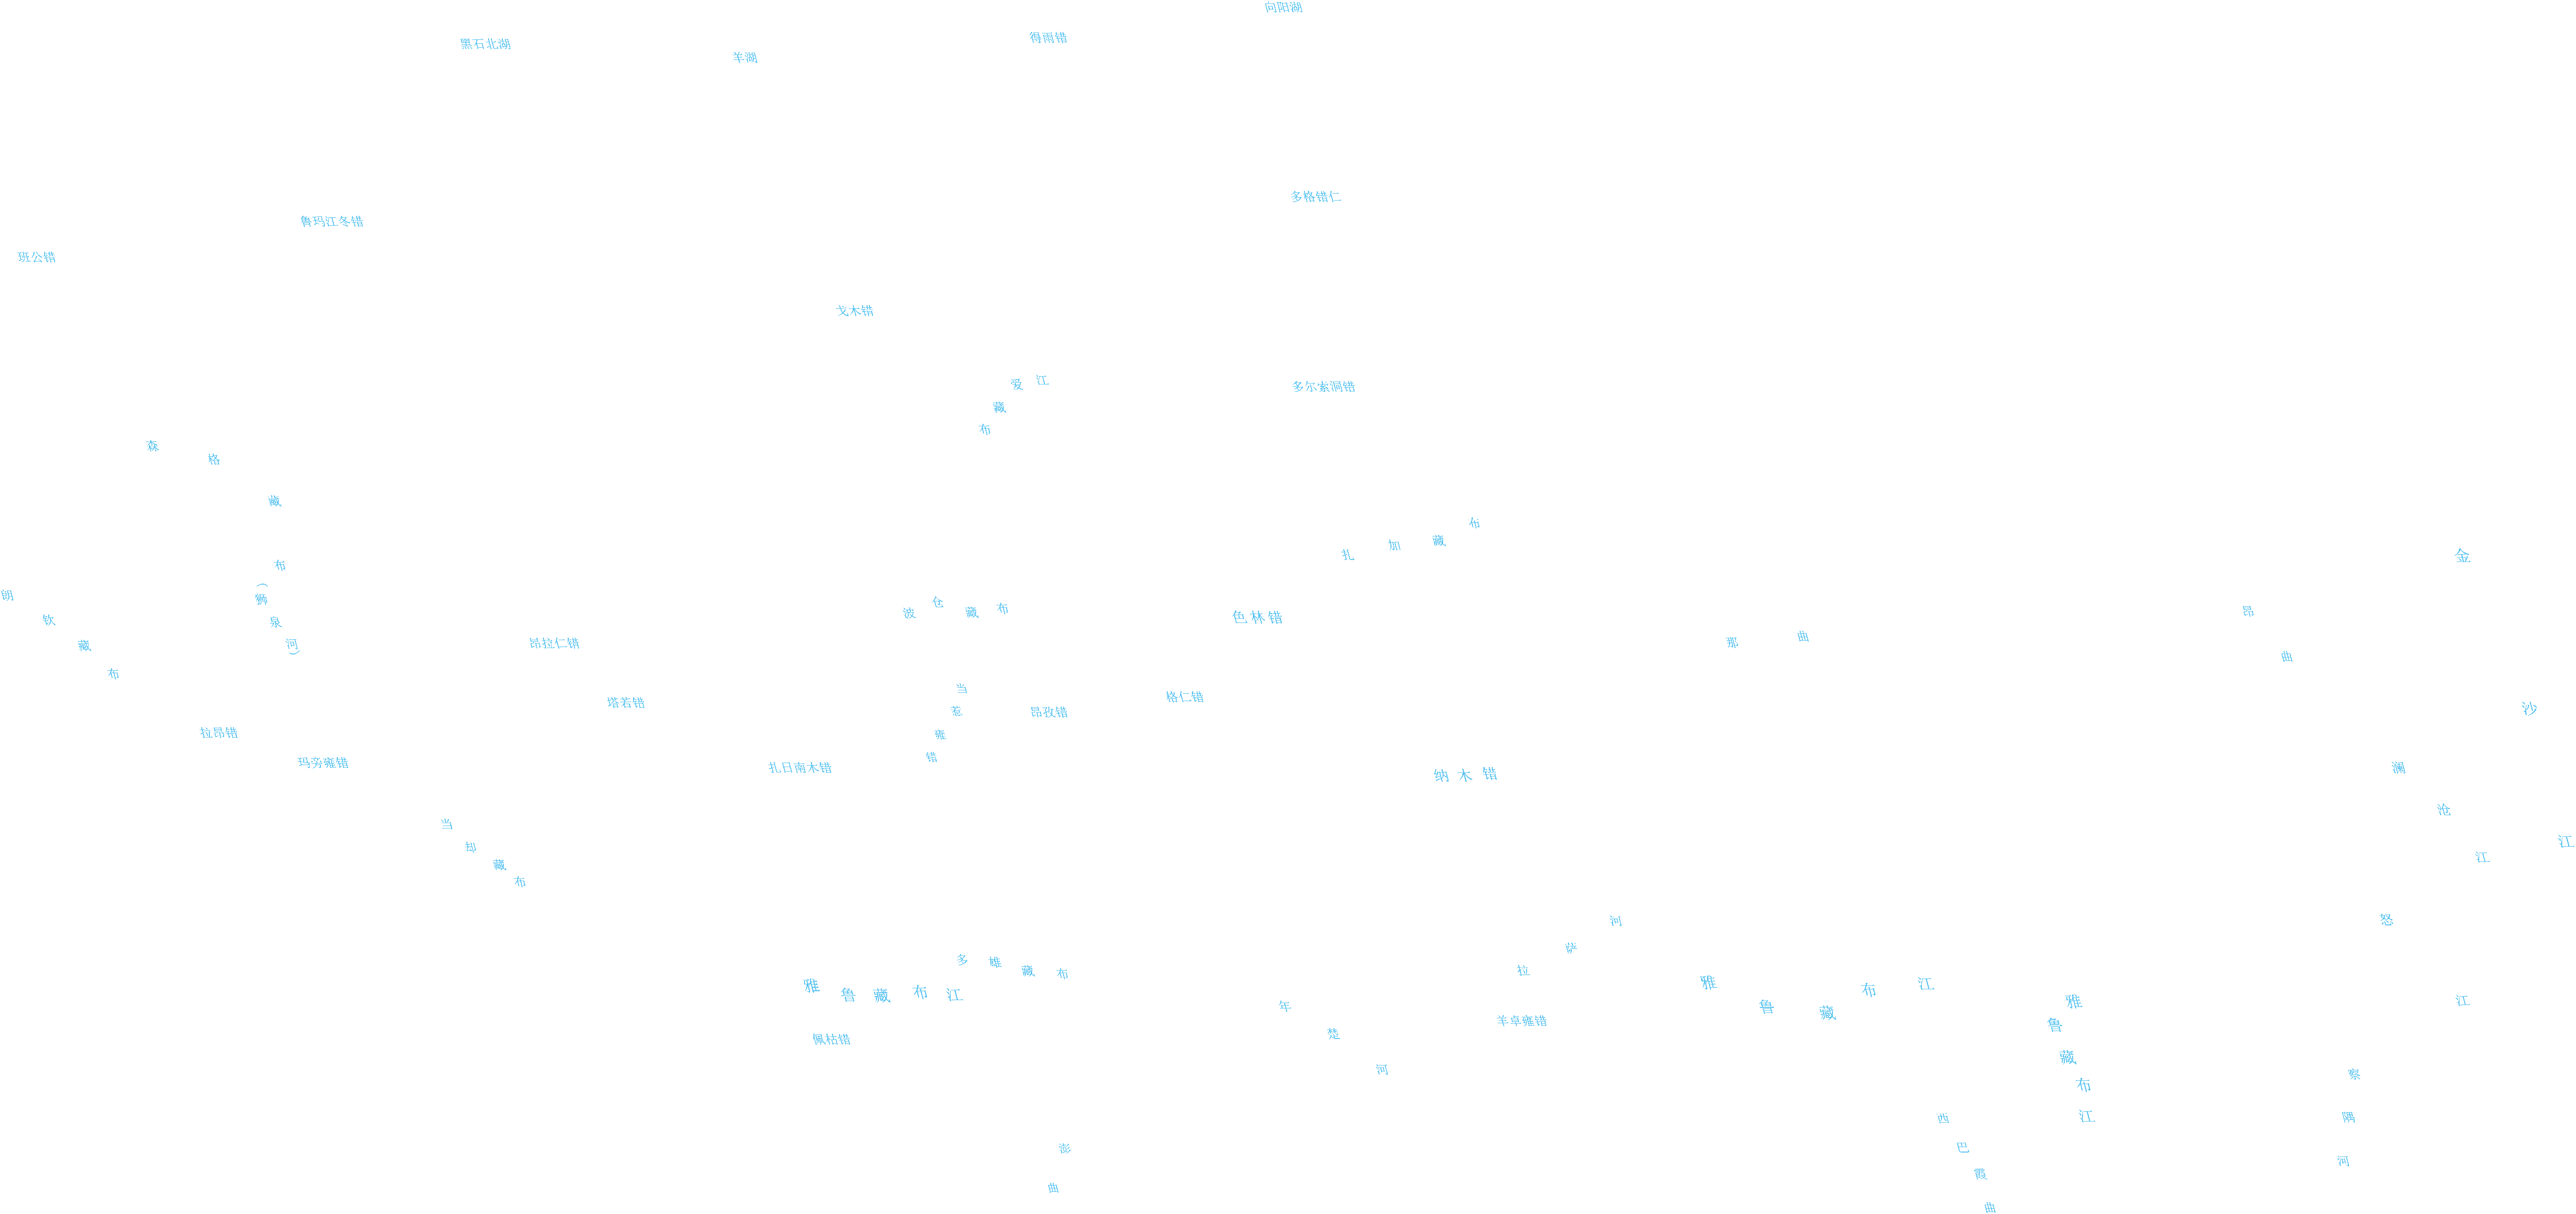 向阳湖
得雨错
黑石北湖
羊湖
多格错仁
鲁玛江冬错
班公错
戈木错
江爱藏布
多尔索洞错
森格藏布(狮泉河)
扎加藏布
金沙江
朗钦藏布
波仓藏布
色林错
昂曲
那曲
昂拉仁错
当惹雍错
格仁错
塔若错
昂孜错
拉昂错
玛旁雍错
扎日南木错
纳木错
澜沧江
当却藏布
怒江
拉萨河
多雄藏布
雅鲁藏布江
雅鲁藏布江
雅鲁藏布江
年楚河
羊卓雍错
佩枯错
察隅河
西巴霞曲
澎曲